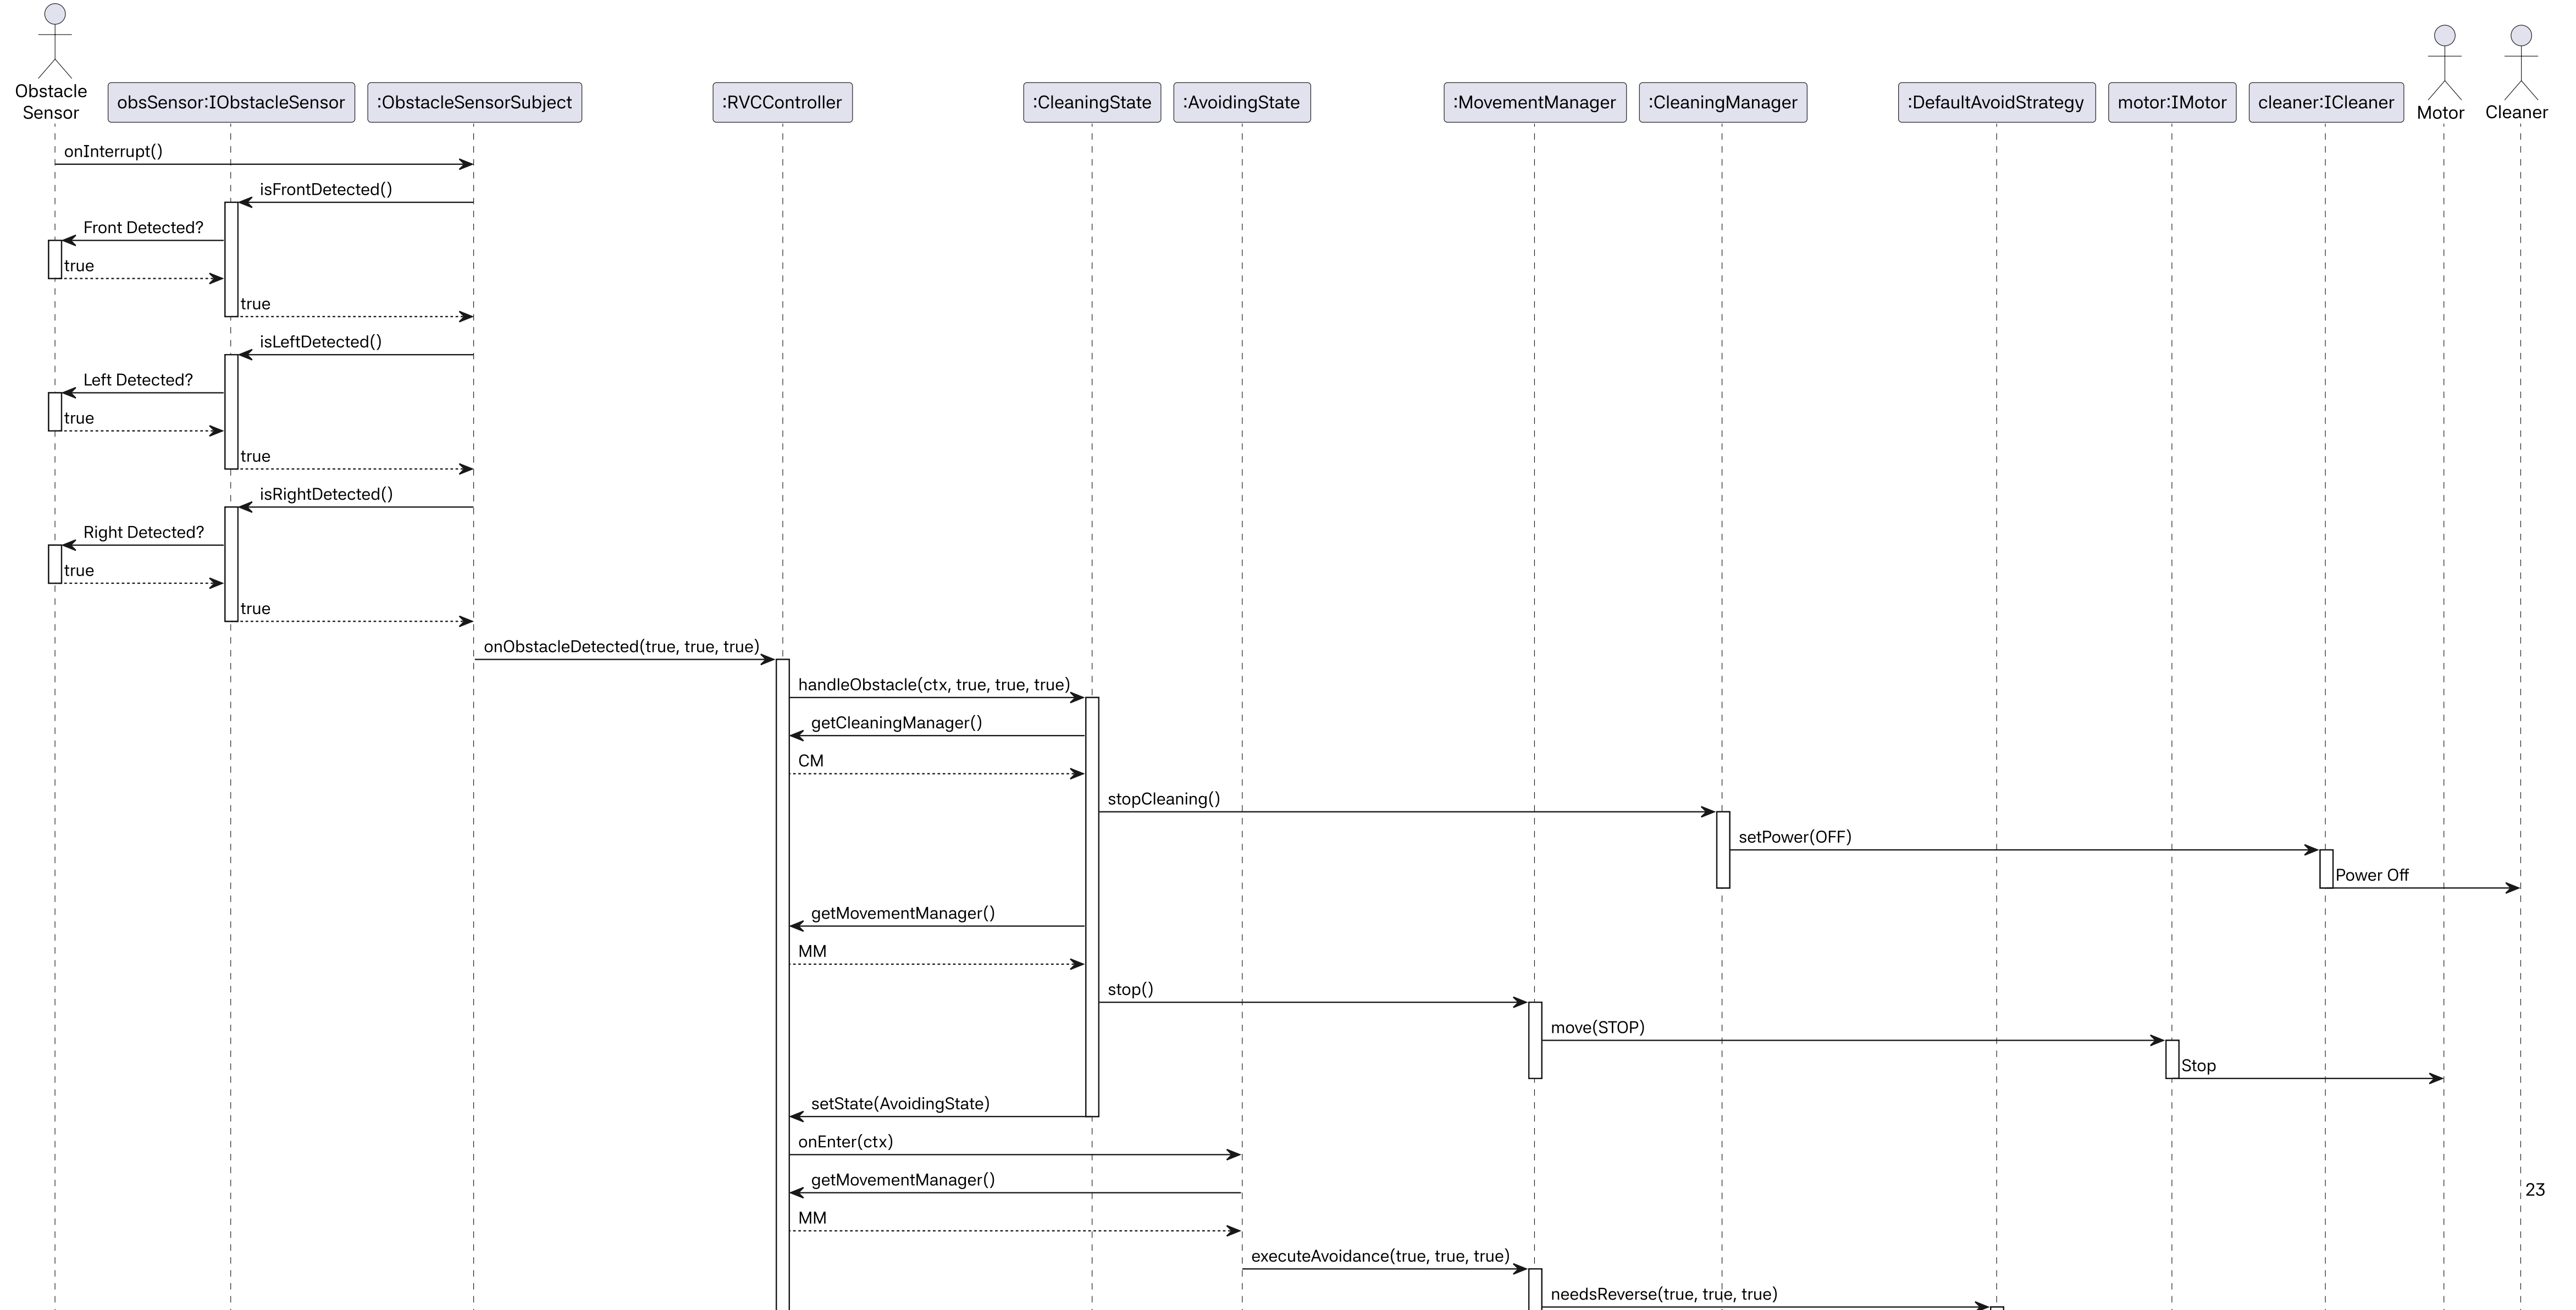 Obstacle
Sensor
obsSensor:IObstacleSensor
:ObstacleSensorSubject
:RVCController
:CleaningState
:AvoidingState
:MovementManager
:CleaningManager
:DefaultAvoidStrategy
motor:IMotor
cleaner:ICleaner
Motor
Cleaner
onInterrupt()
isFrontDetected()
Front Detected?
true
true
isLeftDetected()
Left Detected?
true
true
isRightDetected()
Right Detected?
true
true
onObstacleDetected(true, true, true)
handleObstacle(ctx, true, true, true)
getCleaningManager()
CM
stopCleaning()
setPower(OFF)
Power Off
getMovementManager()
MM
stop()
move(STOP)
Stop
setState(AvoidingState)
onEnter(ctx)
getMovementManager()
23
MM
executeAvoidance(true, true, true)
needsReverse(true, true, true)